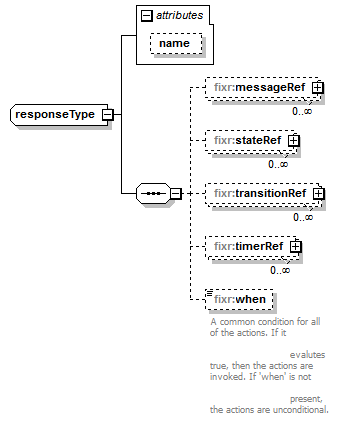 attributes
name
responseType
fixr:messageRef
0..∞
fixr:stateRef
0..∞
fixr:transitionRef
0..∞
fixr:timerRef
0..∞
fixr:when
A common condition for all
of the actions. If it
evalutes
true, then the actions are
invoked. If 'when' is not
present,
the actions are unconditional.